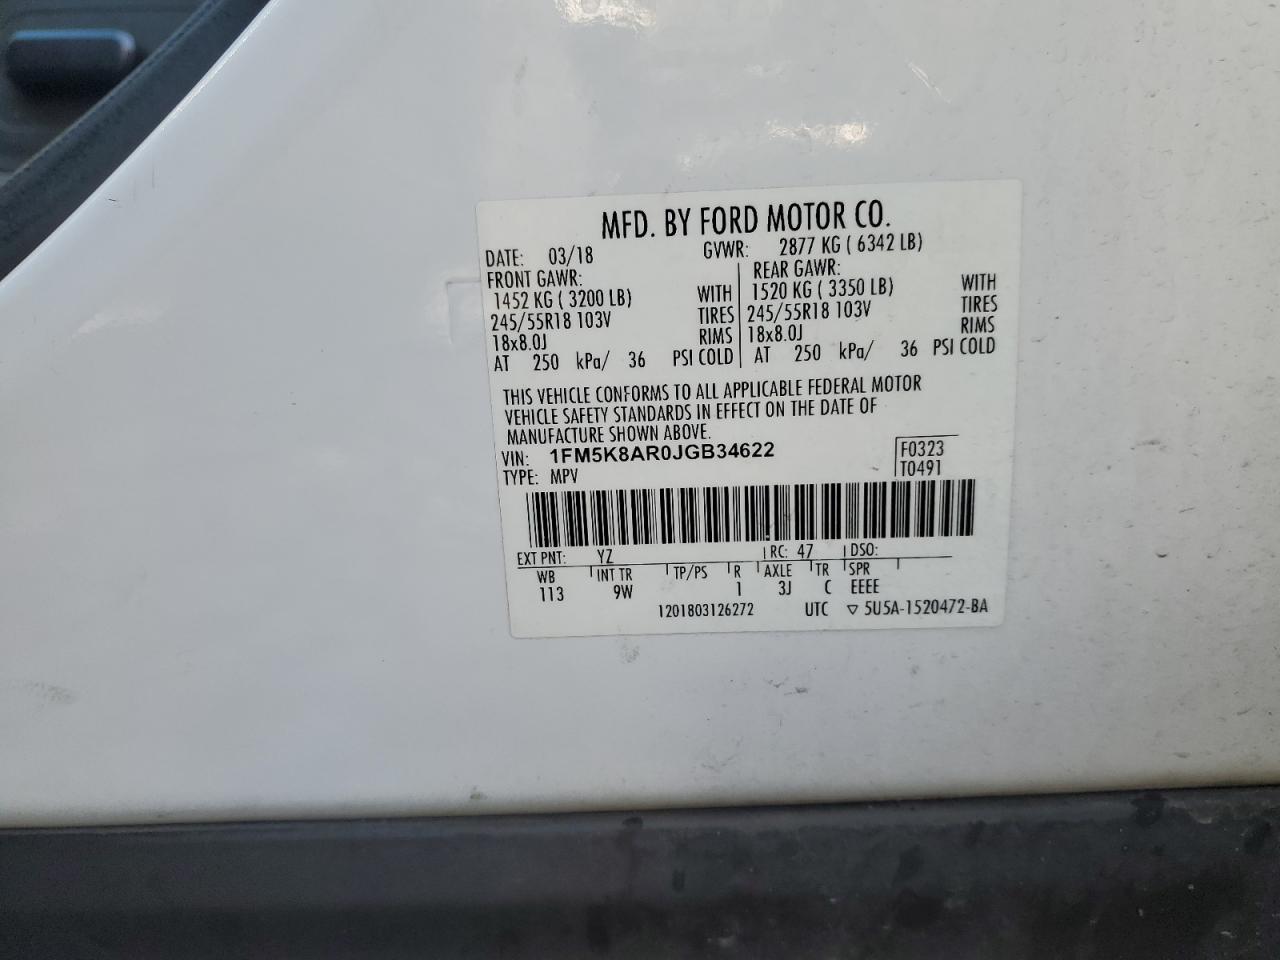 MFD. BY FORD MOTOR CO.
DATE: 03/18 GVWR: 2877 KG ( 6342 LB)
FRONT GAWR: REAR GAWR:
1452 KG ( 3200 LB) WITH 1520 KG ( 3350 LB) WITH
245/55R18 103V TIRES 245/55R18 103V TIRES
18x8.0J RIMS 18x8.0J RIMS
AT 250 kPa/ 36 PSI COLD AT 250 kPa/ 36 PSI COLD
THIS VEHICLE CONFORMS TO ALL APPLICABLE FEDERAL MOTOR
VEHICLE SAFETY STANDARDS IN EFFECT ON THE DATE OF
MANUFACTURE SHOWN ABOVE.
VIN: 1FM5K8AR0JGB34622 F0323
TYPE: MPV T0491
EXT PNT: YZ RC: 47 DSO:
WB INT TR TP/PS R AXLE TR SPR
113 9W 1 3J C EEEE
1201803126272 UTC ▽ 5U5A-1520472-BA